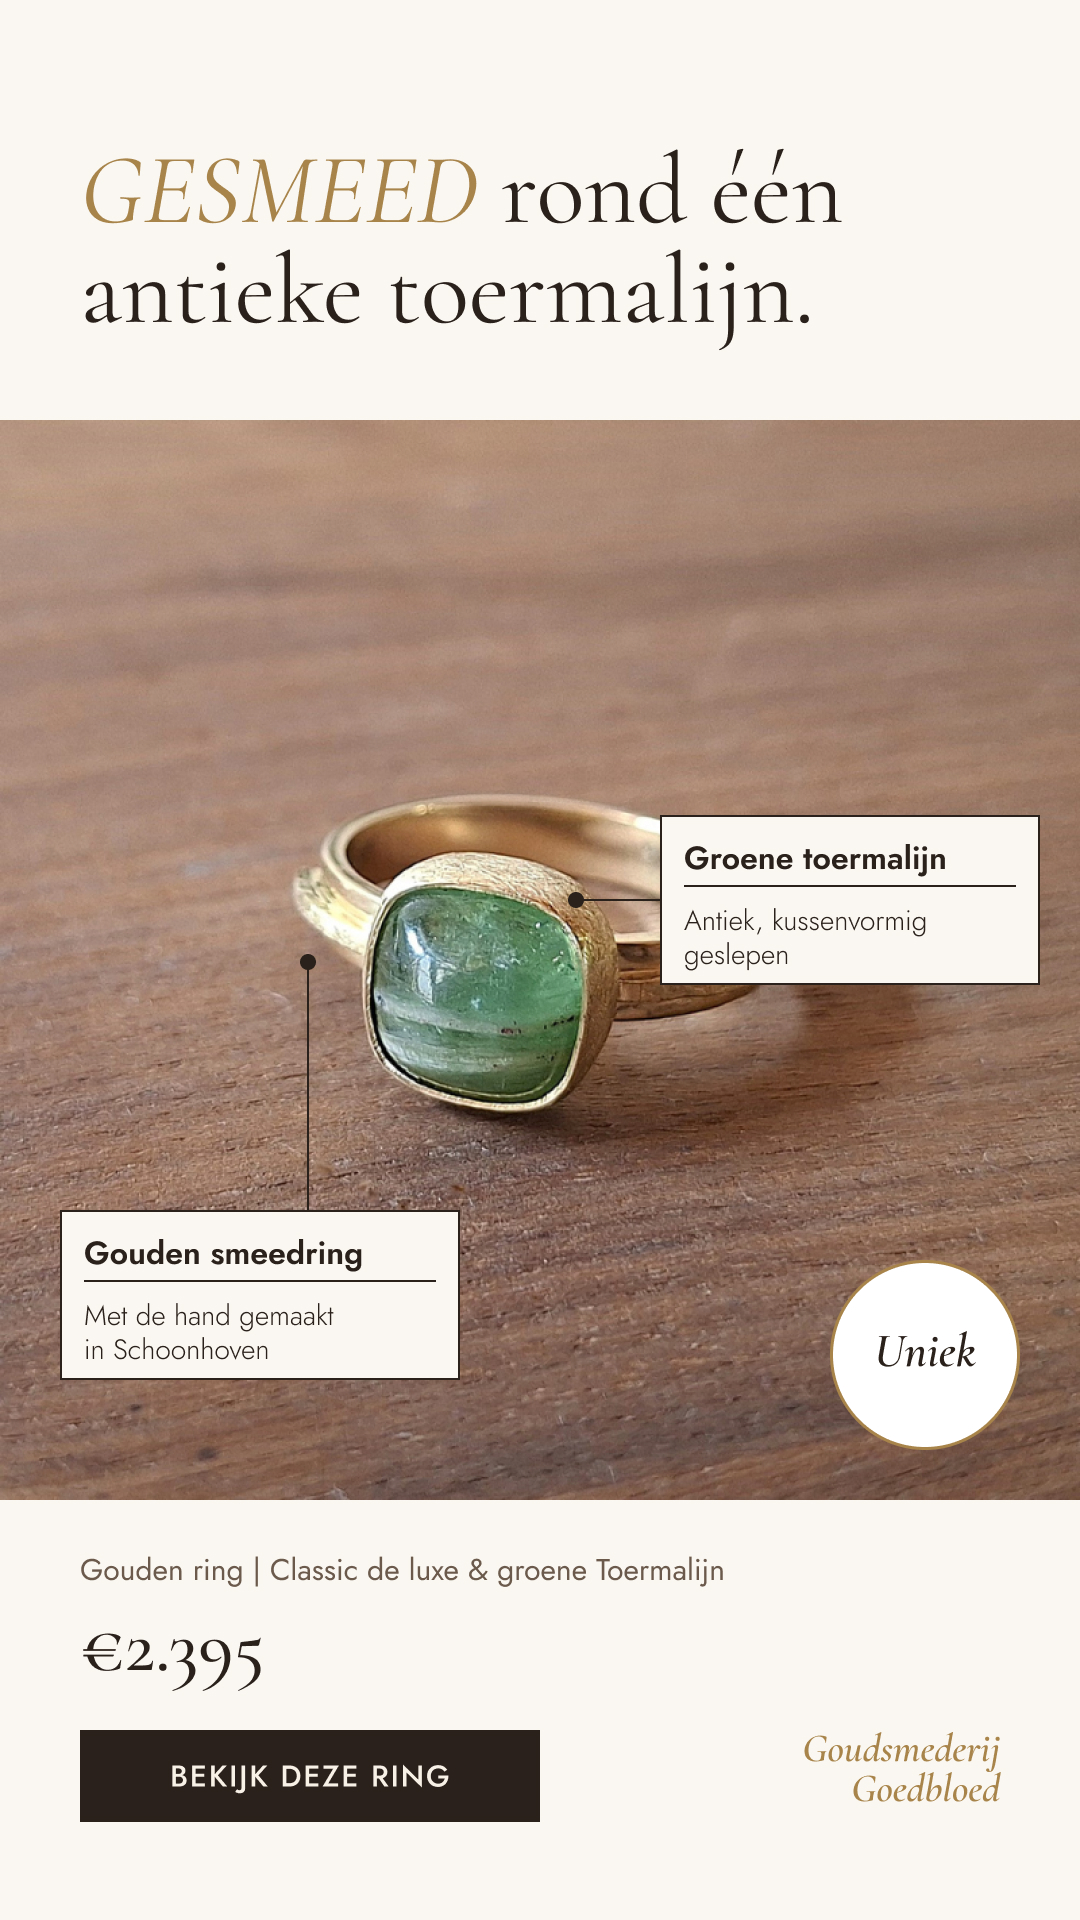 GESMEED rond één
antieke toermalijn.
Groene toermalijn
Antiek, kussenvormig
geslepen
Gouden smeedring
Met de hand gemaakt
in Schoonhoven
Uniek
Gouden ring | Classic de luxe & groene Toermalijn
€2.395
BEKIJK DEZE RING
Goudsmederij
Goedbloed